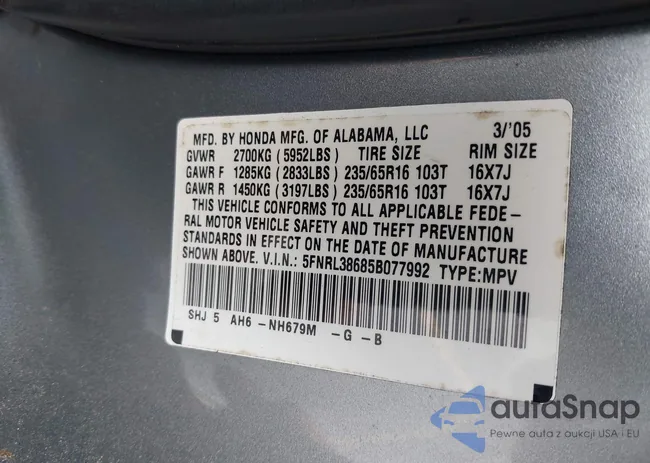 MFD. BY HONDA MFG. OF ALABAMA, LLC 3/'05
GVWR 2700KG (5952LBS) TIRE SIZE RIM SIZE
GAWR F 1285KG (2833LBS) 235/65R16 103T 16X7J
GAWR R 1450KG (3197LBS) 235/65R16 103T 16X7J
THIS VEHICLE CONFORMS TO ALL APPLICABLE FEDE-
RAL MOTOR VEHICLE SAFETY AND THEFT PREVENTION
STANDARDS IN EFFECT ON THE DATE OF MANUFACTURE
SHOWN ABOVE. V.I.N.: 5FNRL38685B077992 TYPE:MPV
SHJ 5 AH6 -NH679M -G -B
autaSnap
Pewne auta z aukcji USA i EU